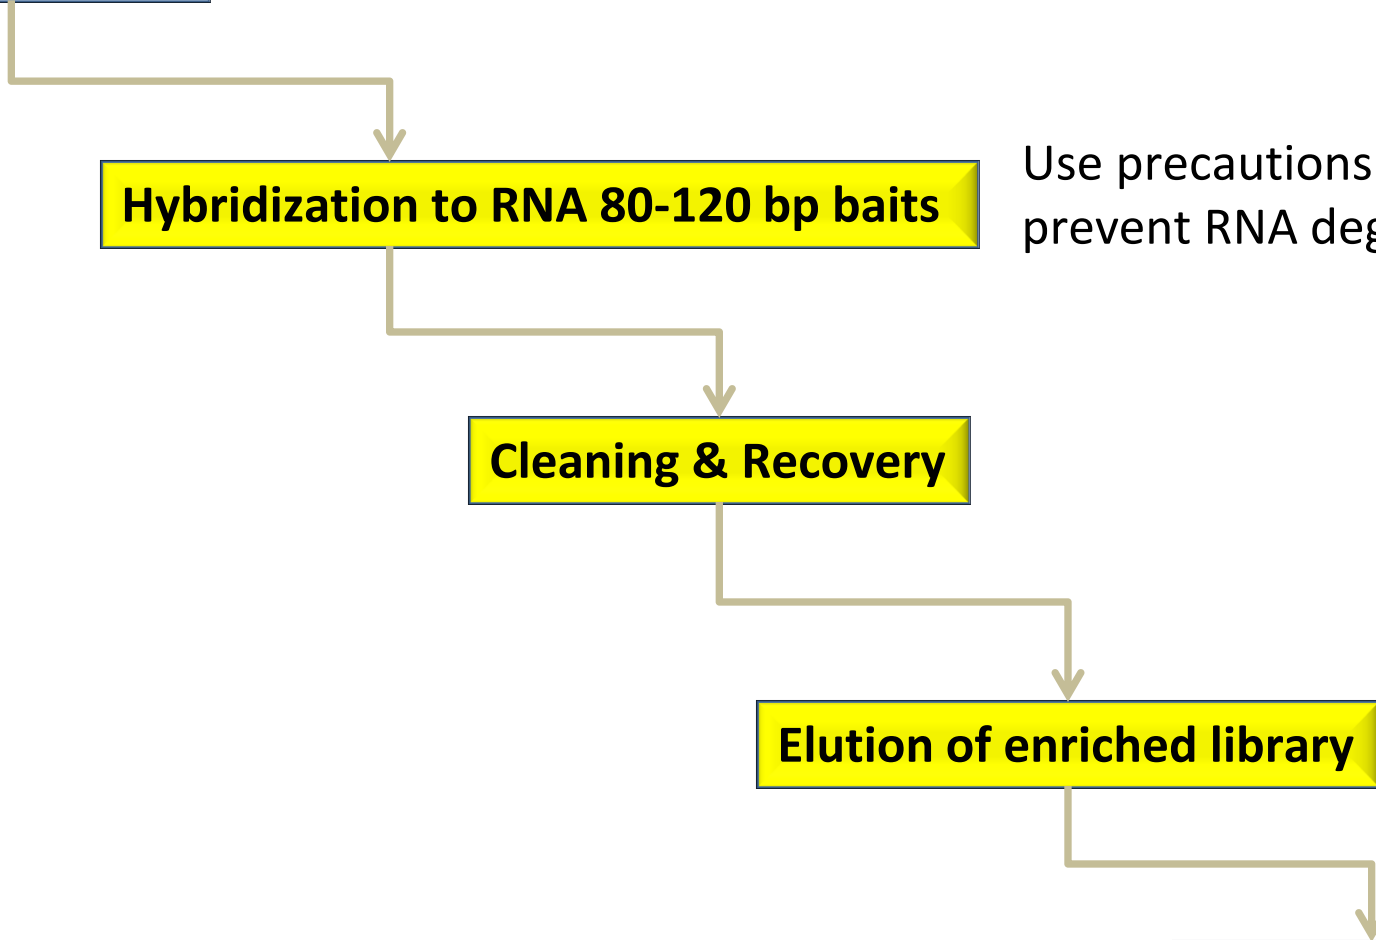 Use precautions
Hybridization to RNA 80-120 bp baits
prevent RNA
Cleaning & Recovery
Elution of enriched library